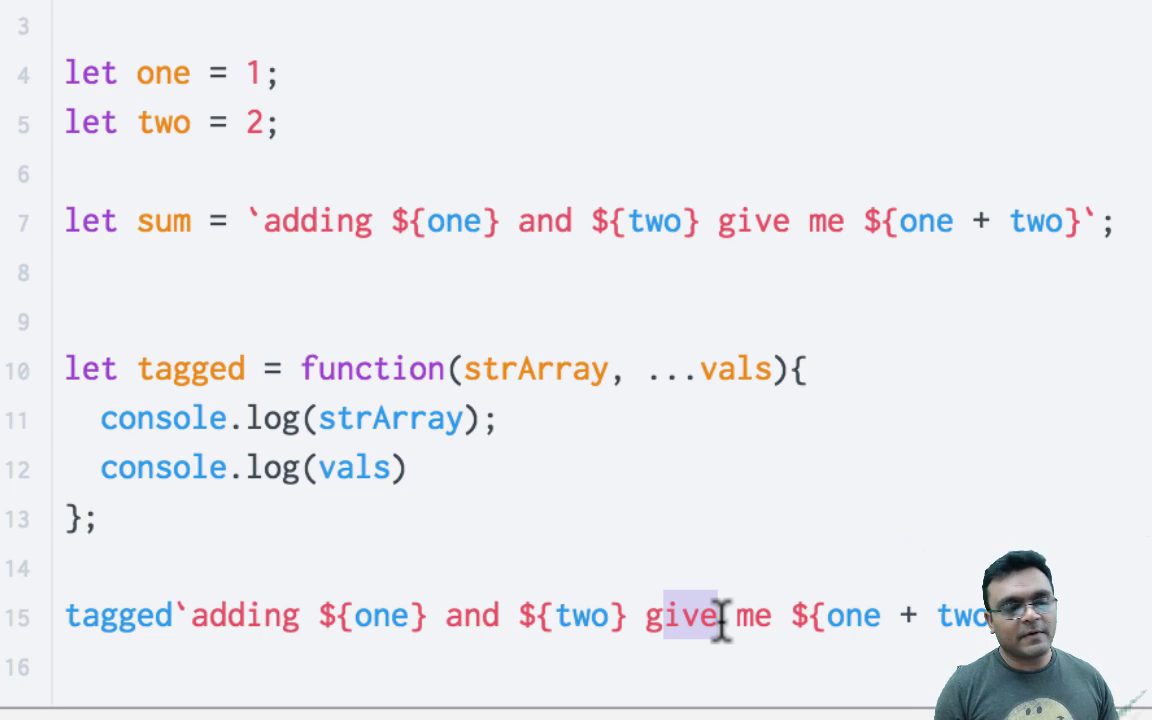 3
4 let one = 1;
5 let two = 2;
6
7 let sum = `adding ${one} and ${two} give me ${one + two}`;
8
9
10 let tagged = function(strArray, ...vals){
11 console.log(strArray);
12 console.log(vals)
13 };
14
15 tagged`adding ${one} and ${two} give me ${one + two
16